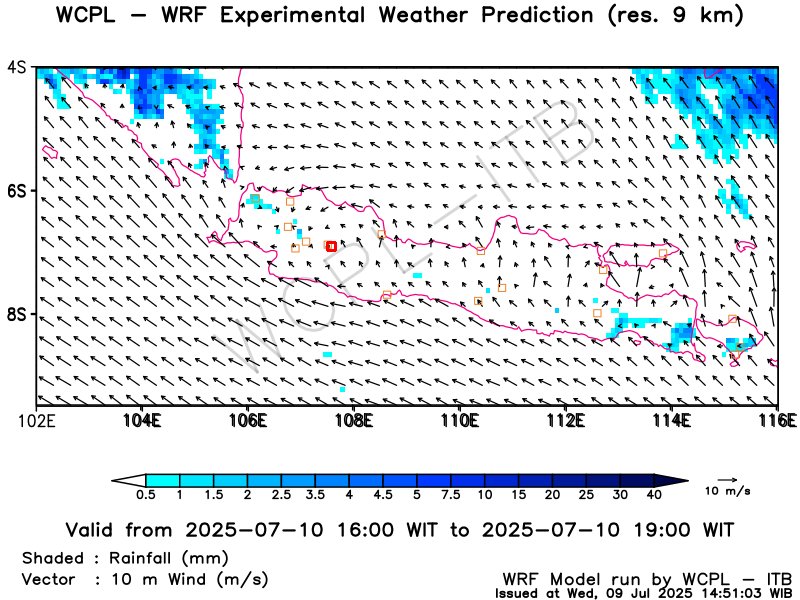 WCPL – WRF Experimental Weather Prediction (res. 9 km)
4S
6S
8S
WCPL-ITB
102E 104E 106E 108E 110E 112E 114E 116E
0.5 1 1.5 2 2.5 3.5 4 4.5 5 7.5 10 15 20 25 30 40
10 m/s
Valid from 2025-07-10 16:00 WIT to 2025-07-10 19:00 WIT
Shaded : Rainfall (mm)
Vector : 10 m Wind (m/s)
WRF Model run by WCPL – ITB
Issued at Wed, 09 Jul 2025 14:51:03 WIB